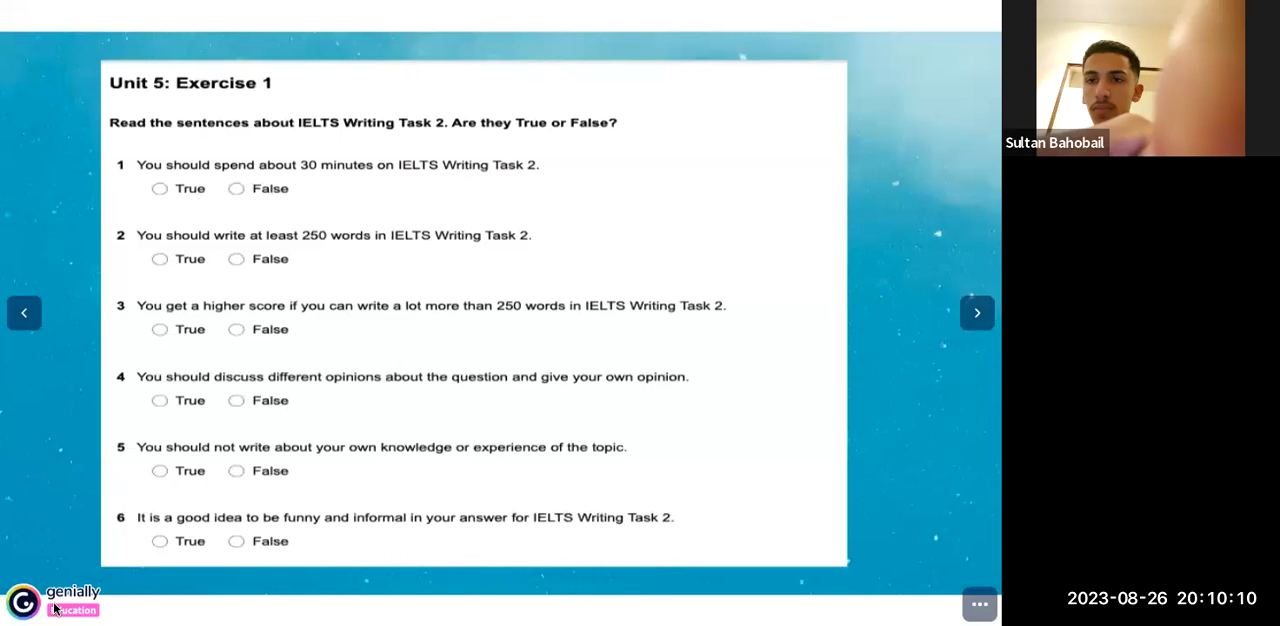 Unit 5: Exercise 1
Read the sentences about IELTS Writing Task 2. Are they True or False?
1 You should spend about 30 minutes on IELTS Writing Task 2.
True False
2 You should write at least 250 words in IELTS Writing Task 2.
True False
3 You get a higher score if you can write a lot more than 250 words in IELTS Writing Task 2.
True False
4 You should discuss different opinions about the question and give your own opinion.
True False
5 You should not write about your own knowledge or experience of the topic.
True False
6 It is a good idea to be funny and informal in your answer for IELTS Writing Task 2.
True False
genially
Sultan Bahobail
2023-08-26 20:10:10